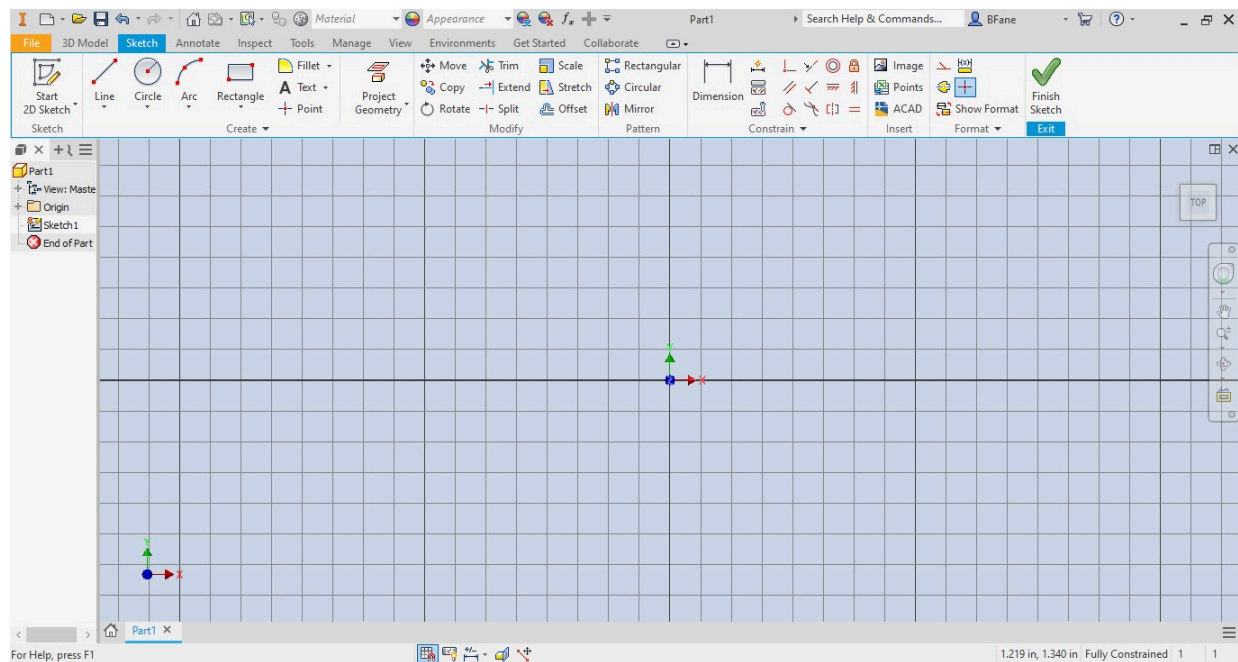 Material Appearance fx Part1 Search Help & Commands... BFane
File 3D Model Sketch Annotate Inspect Tools Manage View Environments Get Started Collaborate
Start 2D Sketch
Line
Circle
Arc
Rectangle
Fillet
Text
Point
Project Geometry
Move
Copy
Rotate
Trim
Extend
Split
Scale
Stretch
Offset
Rectangular
Circular
Mirror
Dimension
Image
Points
ACAD
Show Format
Finish Sketch
Sketch Create Modify Pattern Constrain Insert Format Exit
Part1
View: Maste
Origin
Sketch1
End of Part
TOP
Y
Z
X
Y
X
Part1
For Help, press F1
1.219 in, 1.340 in Fully Constrained 1 1